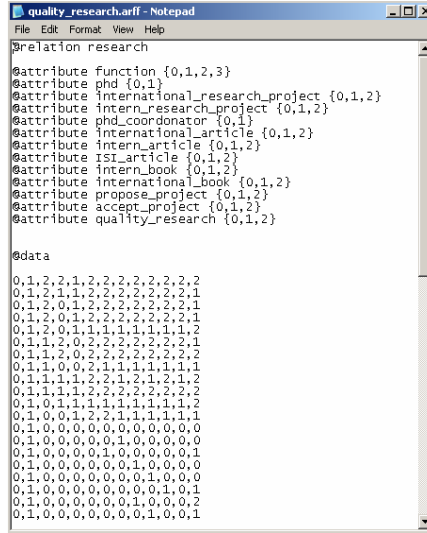 quality_research.arff - Notepad
File Edit Format View Help
@relation research
@attribute function {0,1,2,3}
@attribute phd {0,1}
@attribute international_research_project {0,1,2}
@attribute intern_research_project {0,1,2}
@attribute phd_coordonator {0,1}
@attribute international_article {0,1,2}
@attribute intern_article {0,1,2}
@attribute ISI_article {0,1,2}
@attribute intern_book {0,1,2}
@attribute international_book {0,1,2}
@attribute propose_project {0,1,2}
@attribute accept_project {0,1,2}
@attribute quality_research {0,1,2}
@data
0,1,2,2,1,2,2,2,2,2,2,2,2
0,1,2,1,1,2,2,2,2,2,2,2,1
0,1,2,0,1,2,2,2,2,2,2,2,1
0,1,2,0,1,2,2,2,2,2,2,2,1
0,1,2,0,1,1,1,1,1,1,1,1,2
0,1,1,2,0,2,2,2,2,2,2,2,1
0,1,1,2,0,2,2,2,2,2,2,2,2
0,1,1,0,0,2,1,1,1,1,1,1,1
0,1,1,1,1,2,2,1,2,1,2,1,2
0,1,1,1,1,2,2,2,2,2,2,2,2
0,1,0,1,1,1,1,1,1,1,1,1,2
0,1,0,0,1,2,2,1,1,1,1,1,1
0,1,0,0,0,0,0,0,0,0,0,0,0
0,1,0,0,0,0,1,0,0,0,0,0,0
0,1,0,0,0,1,0,0,0,0,0,0,1
0,1,0,0,0,0,0,1,0,0,0,0,0
0,1,0,0,0,0,0,0,1,0,0,0,0
0,1,0,0,0,0,0,0,0,0,1,0,1
0,1,0,0,0,0,0,1,0,0,0,0,2
0,1,0,0,0,0,0,0,0,1,0,0,1